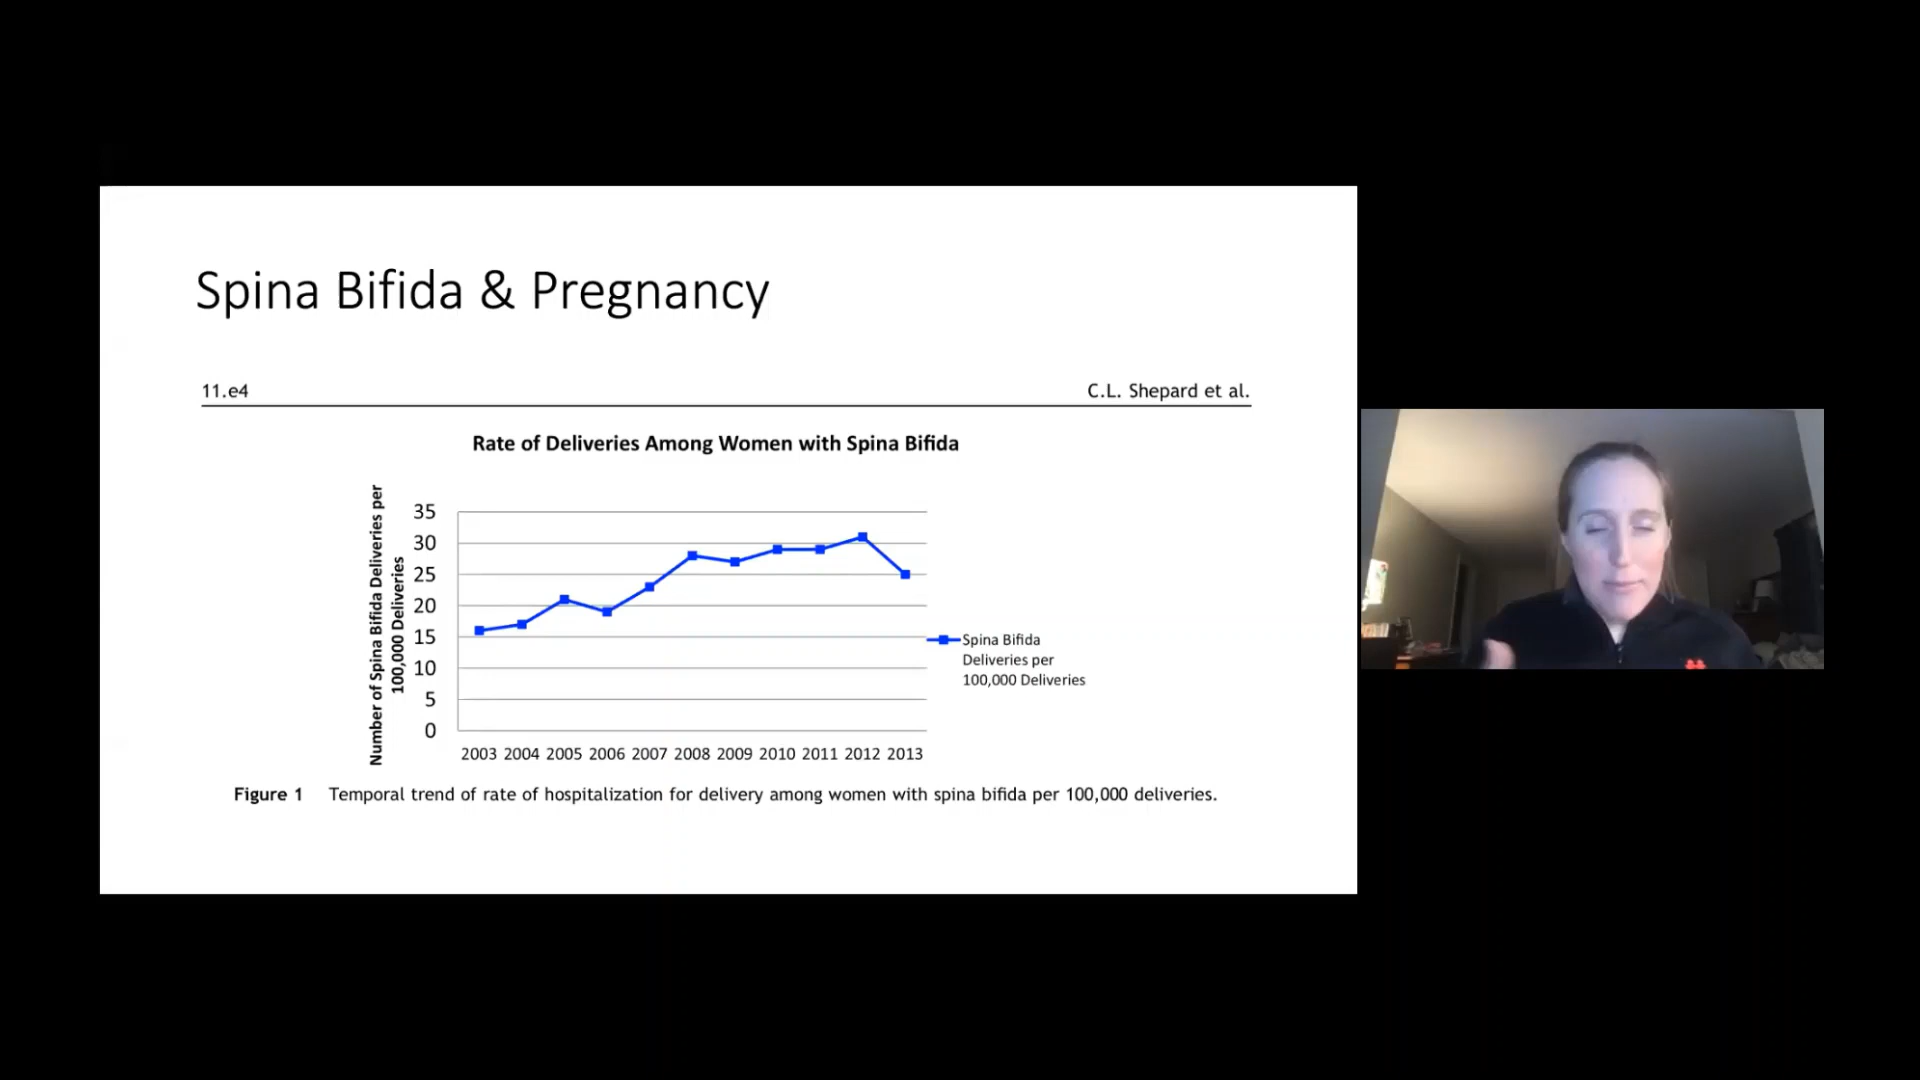 Spina Bifida & Pregnancy
11.e4
C.L. Shepard et al.
Rate of Deliveries Among Women with Spina Bifida
Number of Spina Bifida Deliveries per
100,000 Deliveries
35
30
25
20
15
10
5
0
2003 2004 2005 2006 2007 2008 2009 2010 2011 2012 2013
Spina Bifida
Deliveries per
100,000 Deliveries
Figure 1 Temporal trend of rate of hospitalization for delivery among women with spina bifida per 100,000 deliveries.